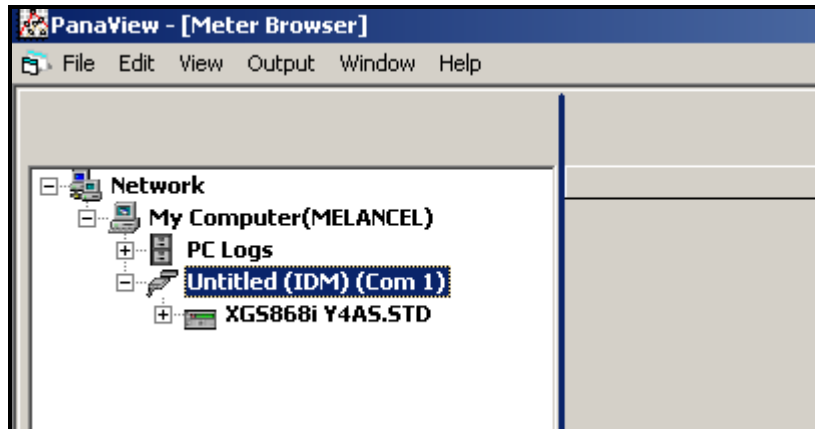 PanaView - [Meter Browser]
File Edit View Output Window Help
Network
My Computer(MELANCEL)
PC Logs
Untitled (IDM) (Com 1)
XGS868i Y4AS.STD